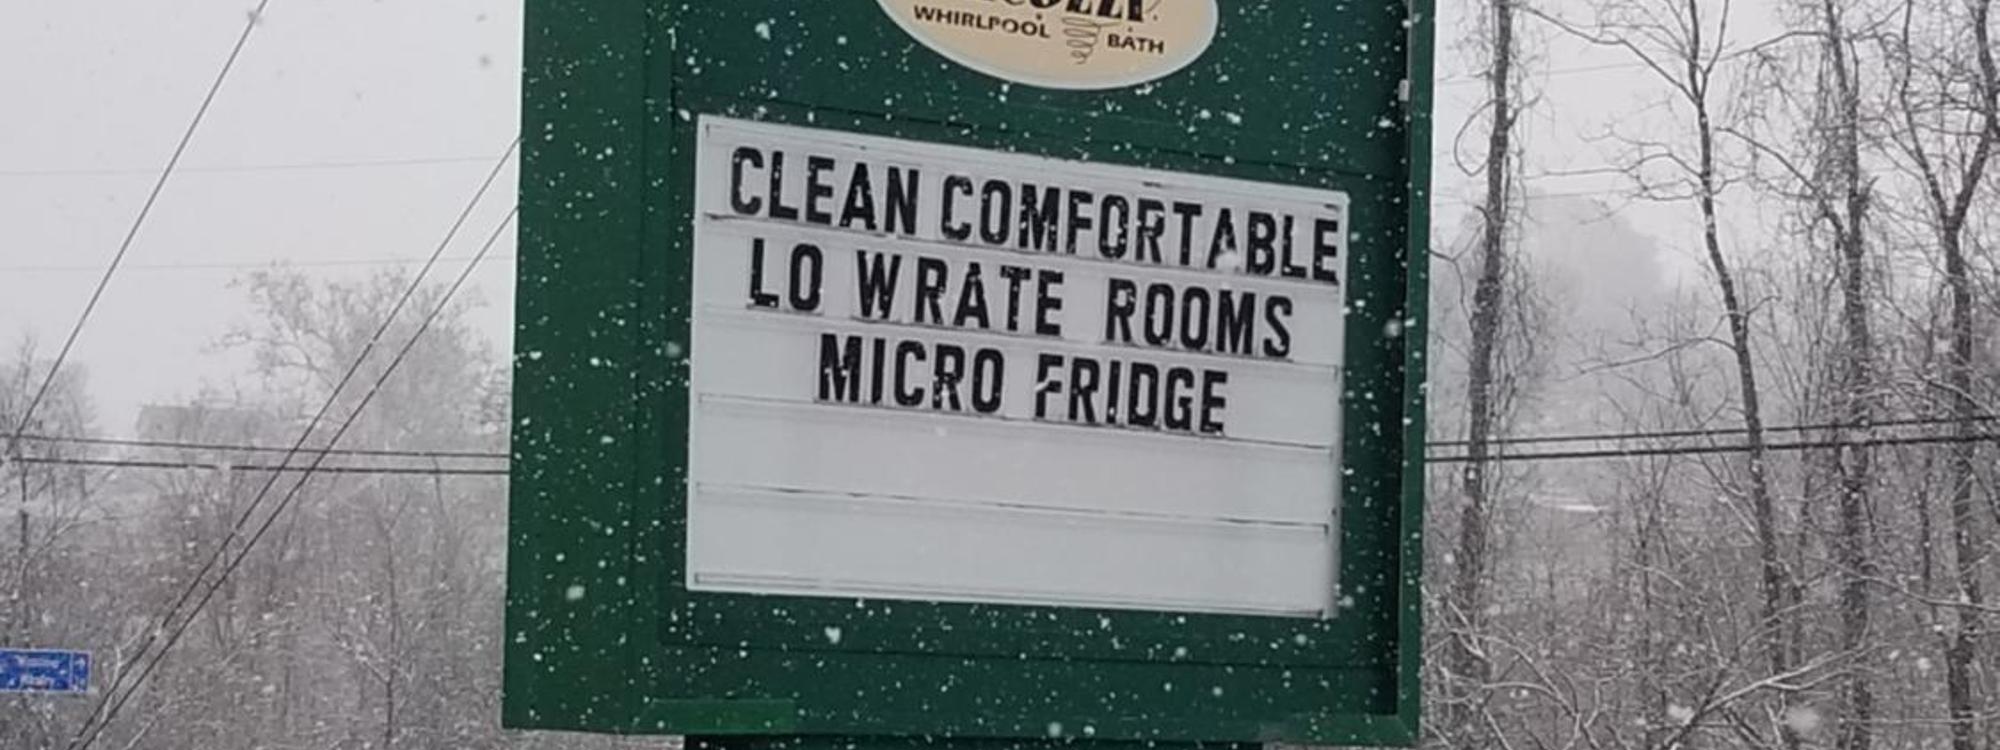 WHIRLPOOL BATH
CLEAN COMFORTABLE
LO WRATE ROOMS
MICRO FRIDGE